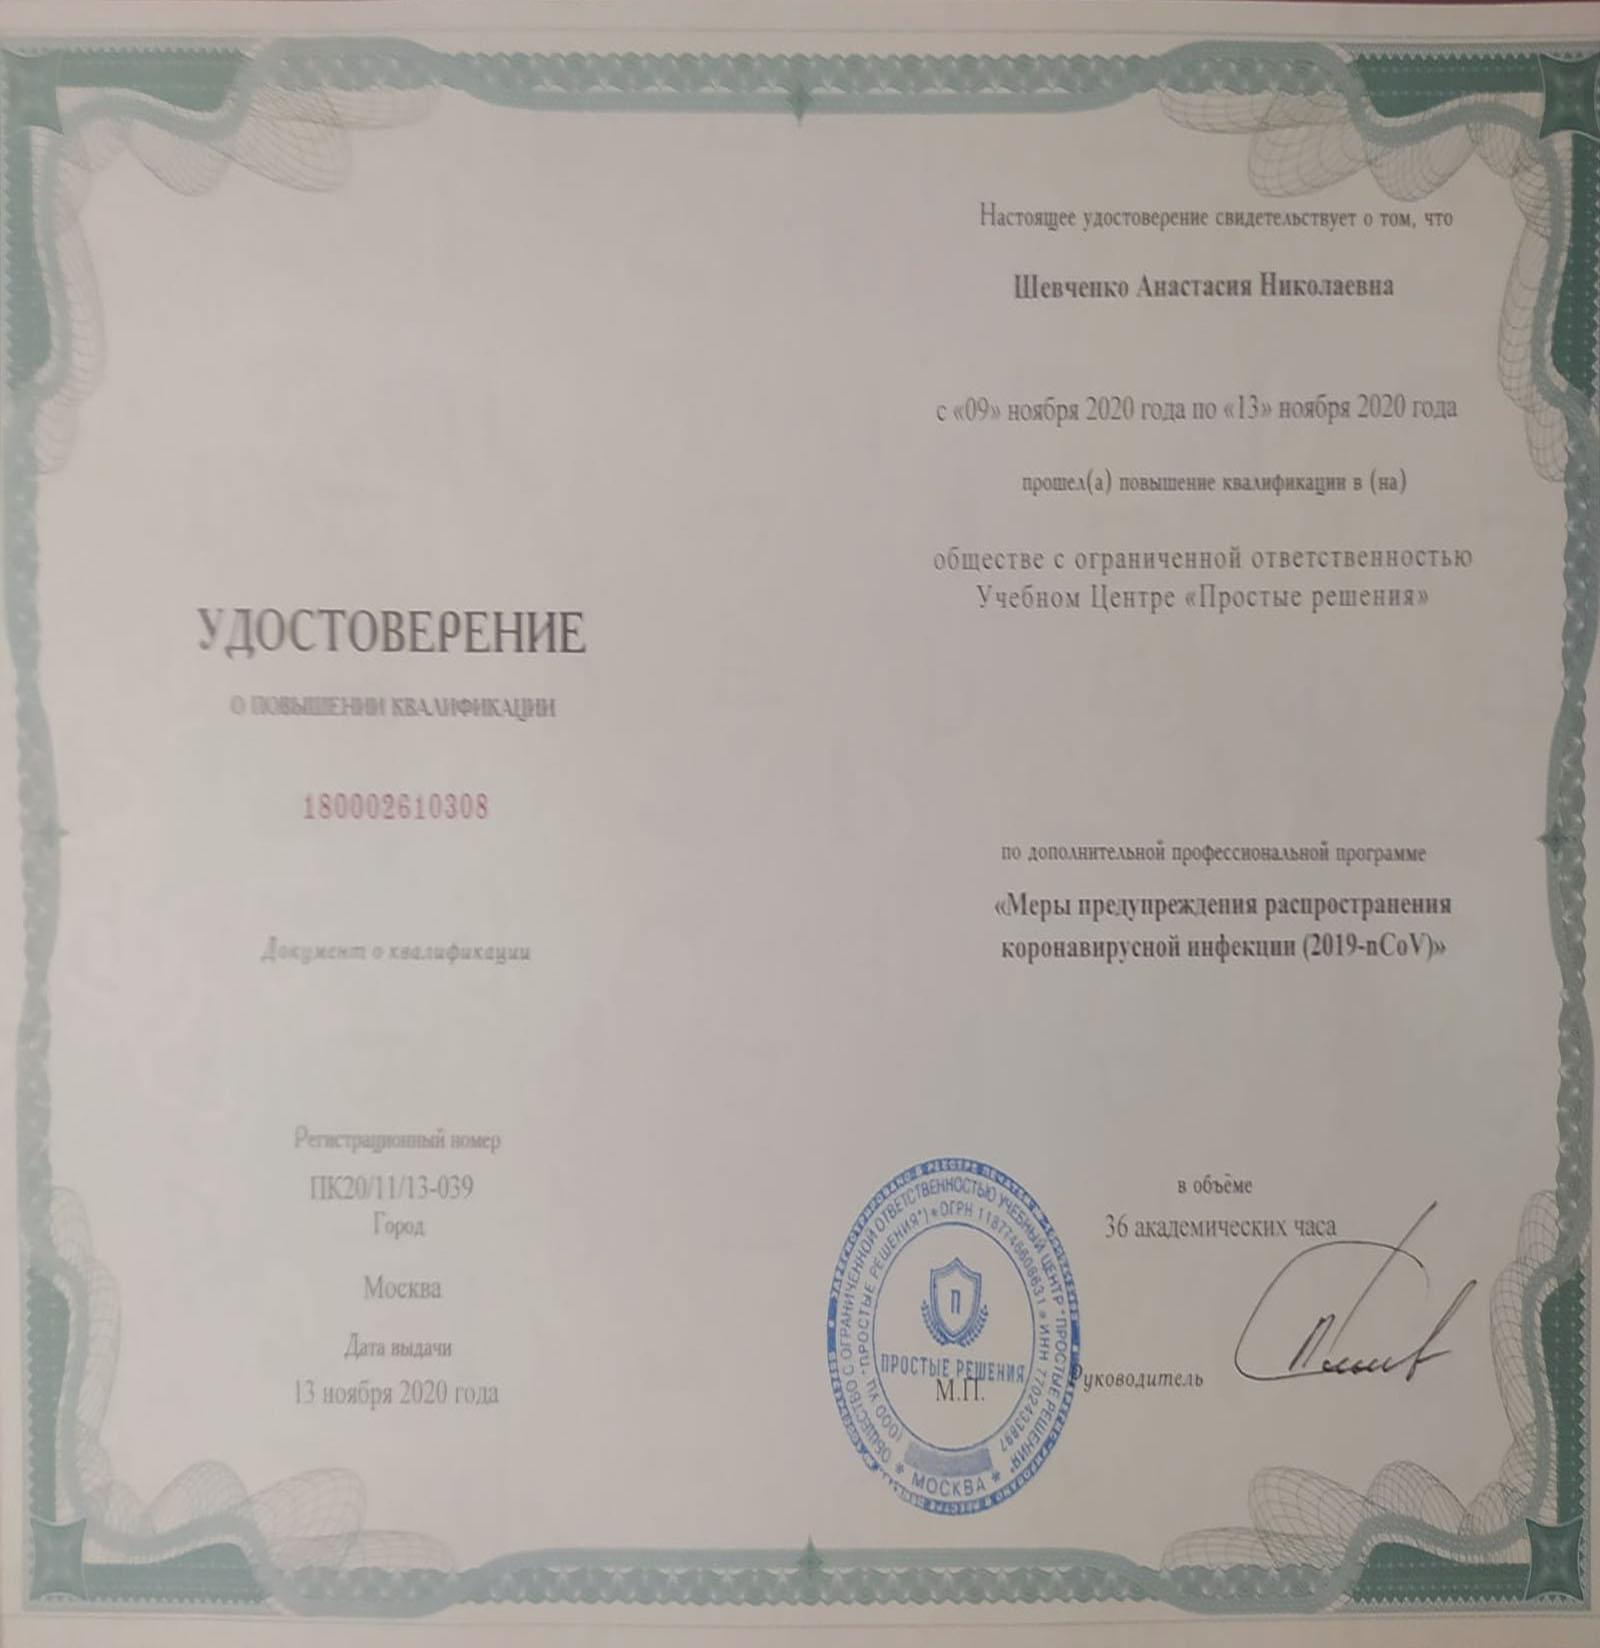 УДОСТОВЕРЕНИЕ
О ПОВЫШЕНИИ КВАЛИФИКАЦИИ
180002610308
Документ о квалификации
Регистрационный номер
ПК20/11/13-039
Город
Москва
Дата выдачи
13 ноября 2020 года
Настоящее удостоверение свидетельствует о том, что
Шевченко Анастасия Николаевна
с «09» ноября 2020 года по «13» ноября 2020 года
прошел(а) повышение квалификации в (на)
обществе с ограниченной ответственностью
Учебном Центре «Простые решения»
по дополнительной профессиональной программе
«Меры предупреждения распространения
коронавирусной инфекции (2019-nCoV)»
в объёме
36 академических часа
Руководитель
М.П.
ОБЩЕСТВО С ОГРАНИЧЕННОЙ ОТВЕТСТВЕННОСТЬЮ УЧЕБНЫЙ ЦЕНТР "ПРОСТЫЕ РЕШЕНИЯ"
(ООО УЦ "ПРОСТЫЕ РЕШЕНИЯ") * ОГРН 1187746608631 * ИНН 7702433897
П
ПРОСТЫЕ РЕШЕНИЯ
* МОСКВА *